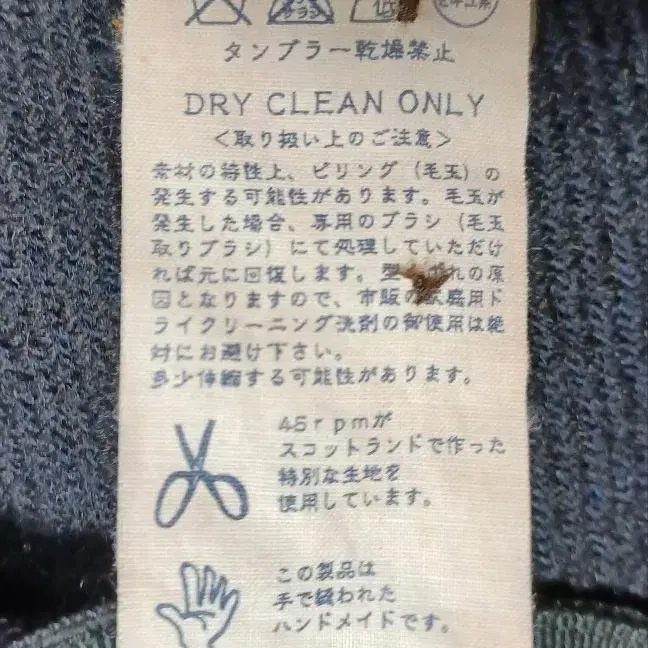 低
タンブラー乾燥禁止
DRY CLEAN ONLY
<取り扱い上のご注意>
素材の特性上、ピリング（毛玉）の
発生する可能性があります。毛玉が
発生した場合、専用のブラシ（毛玉
取りブラシ）にて処理していただけ
れば元に回復します。型 れの原
因となりますので、市販の 用ド
ライクリーニング洗剤の御使用は絶
対にお避け下さい。
多少伸縮する可能性があります。
45rpmが
スコットランドで作った
特別な生地を
使用しています。
この製品は
手で縫われた
ハンドメイドです。